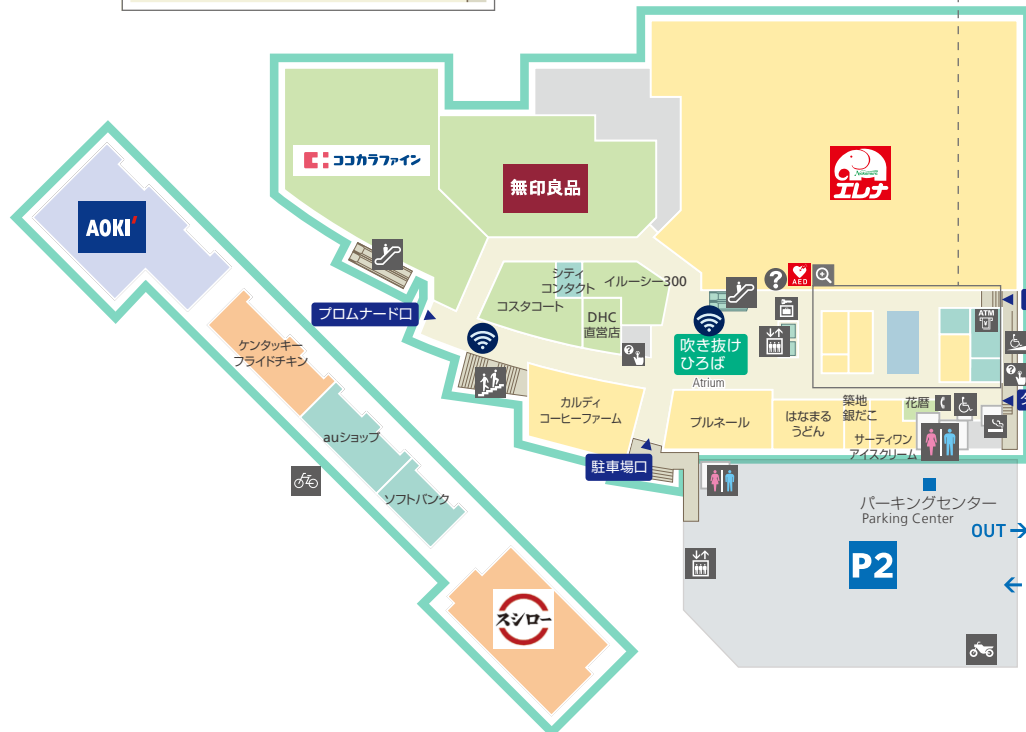 ココカラファイン
無印良品
エレナ
AOKI
シティ
コンタクト
イルーシー300
コスタコート
DHC
直営店
プロムナード口
?
AED
ATM
¥
吹き抜け
ひろば
Atrium
?
?
ケンタッキー
フライドチキン
カルディ
コーヒーファーム
プルネール
はなまる
うどん
築地
銀だこ
花暦
サーティワン
アイスクリーム
auショップ
駐車場口
ソフトバンク
パーキングセンター
Parking Center
OUT
P2
スシロー